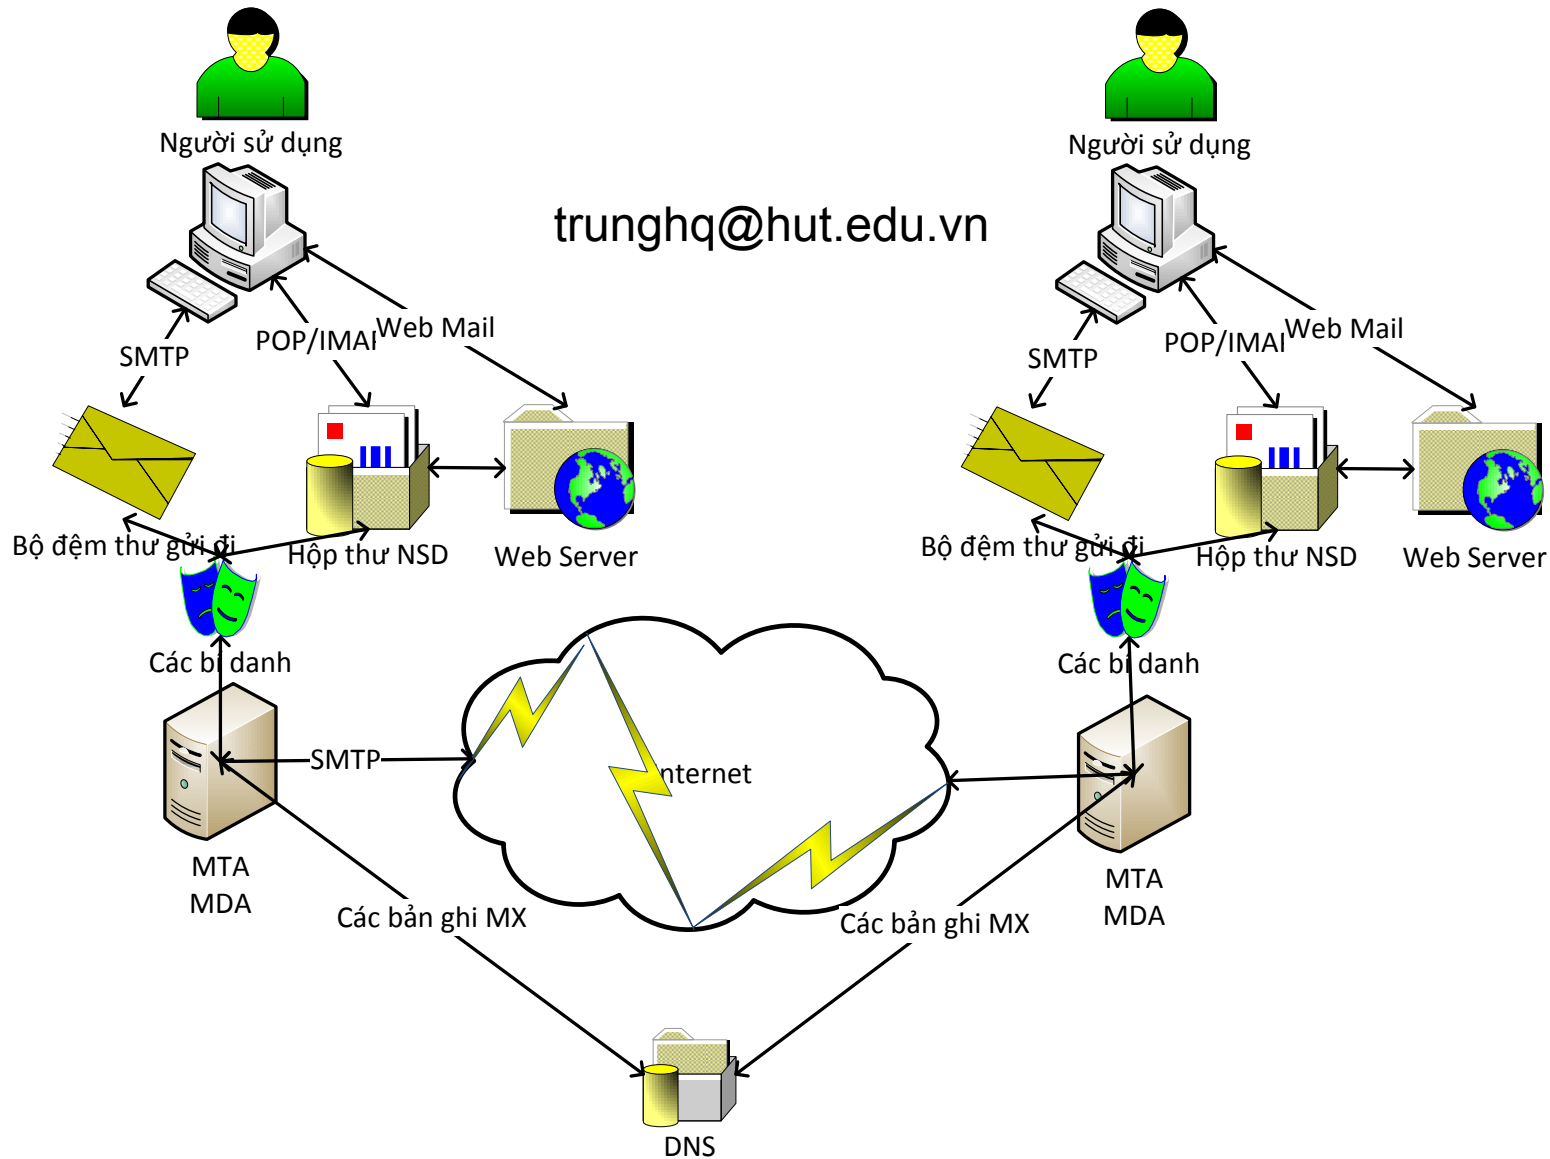 Người sử dụng
Người sử dụng
trunghq@hut.edu.vn
SMTP
POP/IMAP
Web Mail
SMTP
POP/IMAP
Web Mail
Bộ đệm thư gửi đi
Hộp thư NSD
Web Server
Bộ đệm thư gửi đi
Hộp thư NSD
Web Server
Các bí danh
Các bí danh
SMTP
Internet
MTA
MDA
MTA
MDA
Các bản ghi MX
Các bản ghi MX
DNS